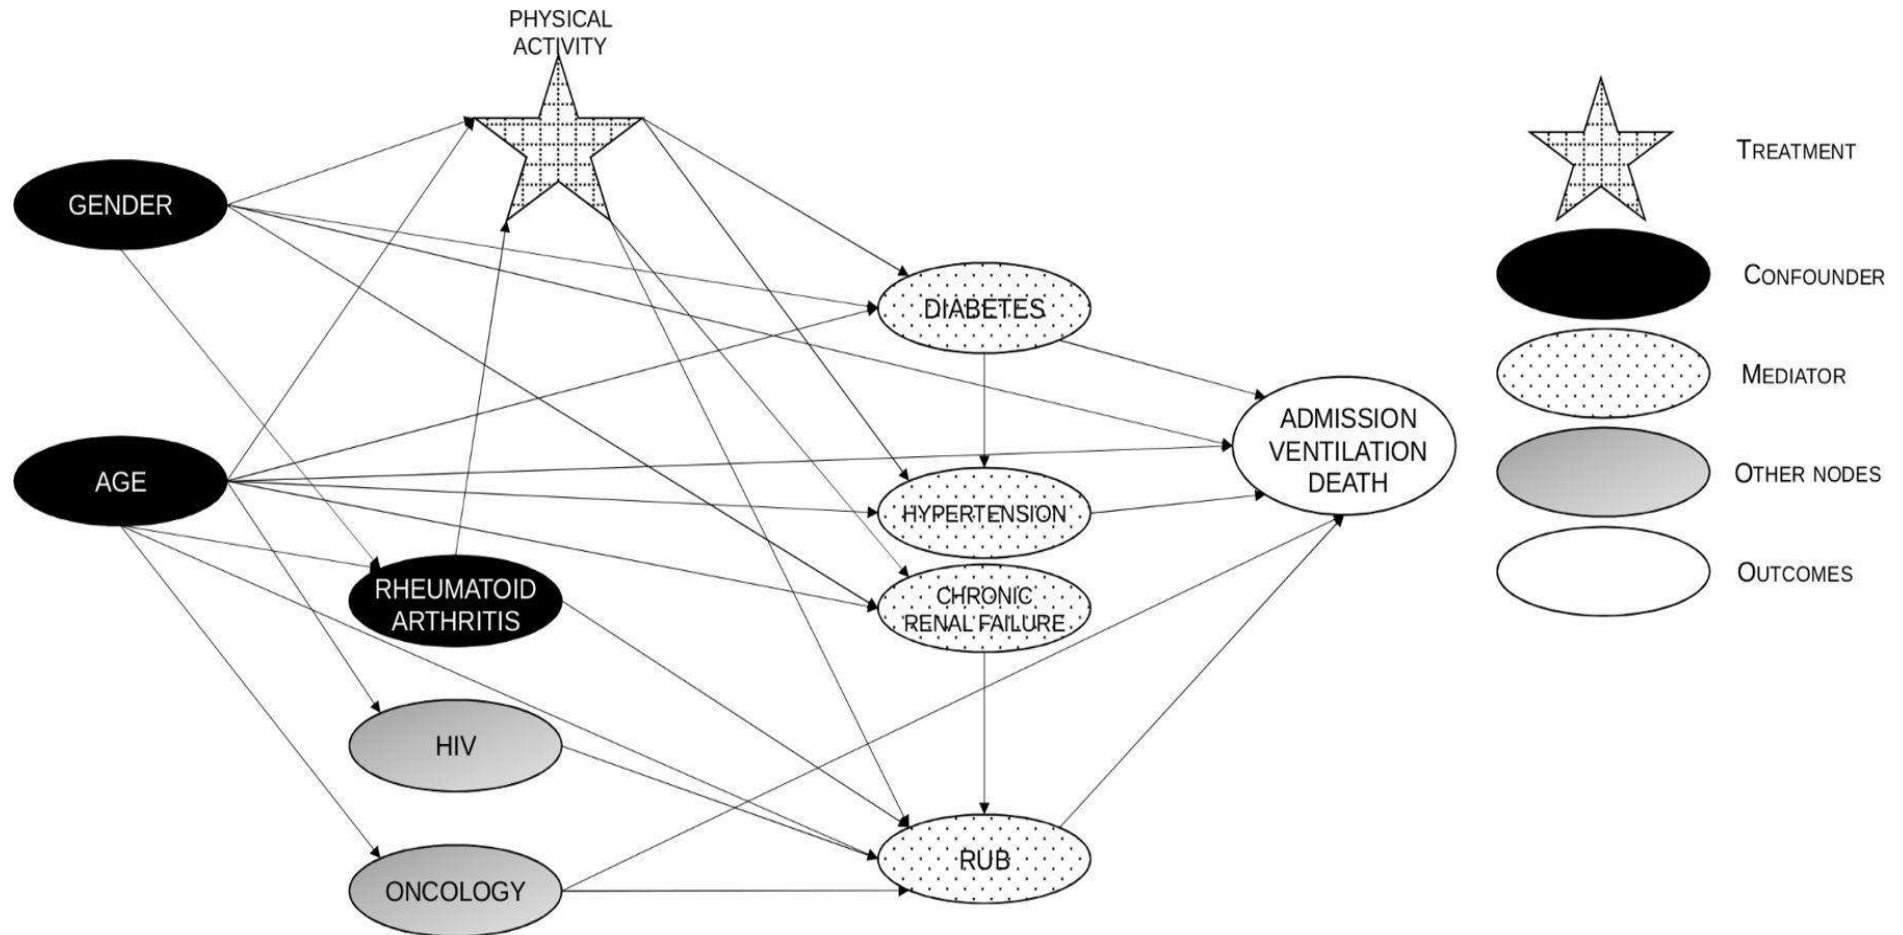 PHYSICAL
ACTIVITY
GENDER
AGE
RHEUMATOID
ARTHRITIS
HIV
ONCOLOGY
DIABETES
HYPERTENSION
CHRONIC
RENAL FAILURE
RUB
ADMISSION
VENTILATION
DEATH
TREATMENT
CONFOUNDER
MEDIATOR
OTHER NODES
OUTCOMES